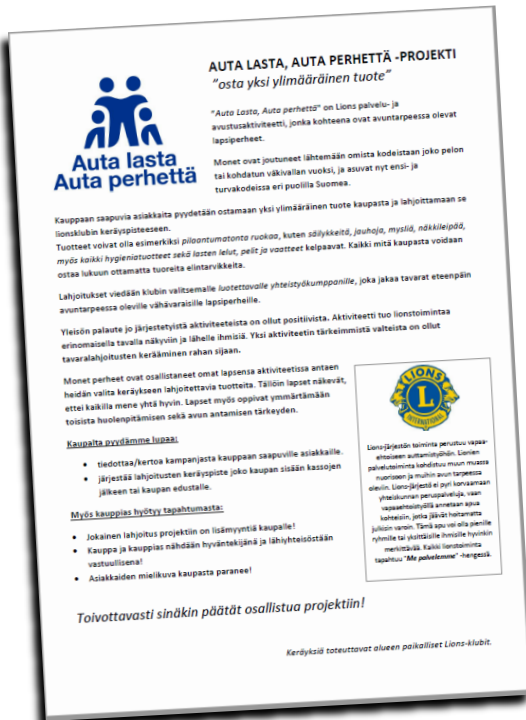 AUTA LASTA, AUTA PERHETTÄ -PROJEKTI
"osta yksi ylimääräinen tuote"
Auta lasta
Auta perhettä
"Auta Lasta, Auta perhettä" on Lions palvelu- ja
avustusaktiviteetti, jonka kohteena ovat avuntarpeessa olevat
lapsiperheet.
Monet ovat joutuneet lähtemään omista kodeistaan joko pelon
tai kohdatun väkivallan vuoksi, ja asuvat nyt ensi- ja
turvakodeissa eri puolilla Suomea.
Kauppaan saapuvia asiakkaita pyydetään ostamaan yksi ylimääräinen tuote kaupasta ja lahjoittamaan se
lionsklubin keräyspisteeseen.
Tuotteet voivat olla esimerkiksi pilaantumatonta ruokaa, kuten säilykkeitä, jauhoja, mysliä, näkkileipää,
myös kaikki hygieniatuotteet sekä lasten lelut, pelit ja vaatteet kelpaavat. Kaikki mitä kaupasta voidaan
ostaa lukuun ottamatta tuoreita elintarvikkeita.
Lahjoitukset viedään klubin valitsemalle luotettavalle yhteistyökumppanille, joka jakaa tavarat eteenpäin
avuntarpeessa oleville vähävaraisille lapsiperheille.
Yleisön palaute jo järjestetyistä aktiviteeteista on ollut positiivista. Aktiviteetti tuo lionstoimintaa
erinomaisella tavalla näkyviin ja lähelle ihmisiä. Yksi aktiviteetin tärkeimmistä valteista on ollut
tavaralahjoitusten kerääminen rahan sijaan.
Monet perheet ovat osallistaneet omat lapsensa aktiviteetissa antaen
heidän valita keräykseen lahjoitettavia tuotteita. Tällöin lapset näkevät,
ettei kaikilla mene yhtä hyvin. Lapset myös oppivat ymmärtämään
toisista huolenpitämisen sekä avun antamisen tärkeyden.
Kaupalta pyydämme lupaa:
• tiedottaa/kertoa kampanjasta kauppaan saapuville asiakkaille.
• järjestää lahjoitusten keräyspiste joko kaupan sisään kassojen
jälkeen tai kaupan edustalle.
Myös kauppias hyötyy tapahtumasta:
• Jokainen lahjoitus projektiin on lisämyyntiä kaupalle!
• Kauppa ja kauppias nähdään hyväntekijänä ja lähiyhteisöstään
vastuullisena!
• Asiakkaiden mielikuva kaupasta paranee!
LIONS
L
INTERNATIONAL
Lions-järjestön toiminta perustuu vapaa-
ehtoiseen auttamistyöhön. Lionien
palvelutoiminta kohdistuu muun muassa
nuorisoon ja muihin avun tarpeessa
oleviin. Lions-järjestö ei pyri korvaamaan
yhteiskunnan peruspalveluja, vaan
vapaaehtoistyöllä annetaan apua
kohteisiin, jotka jäävät hoitamatta
julkisin varoin. Tämä apu voi olla pienille
ryhmille tai yksittäisille ihmisille hyvinkin
merkittävää. Kaikki lionstoiminta
tapahtuu "Me palvelemme" -hengessä.
Toivottavasti sinäkin päätät osallistua projektiin!
Keräyksiä toteuttavat alueen paikalliset Lions-klubit.